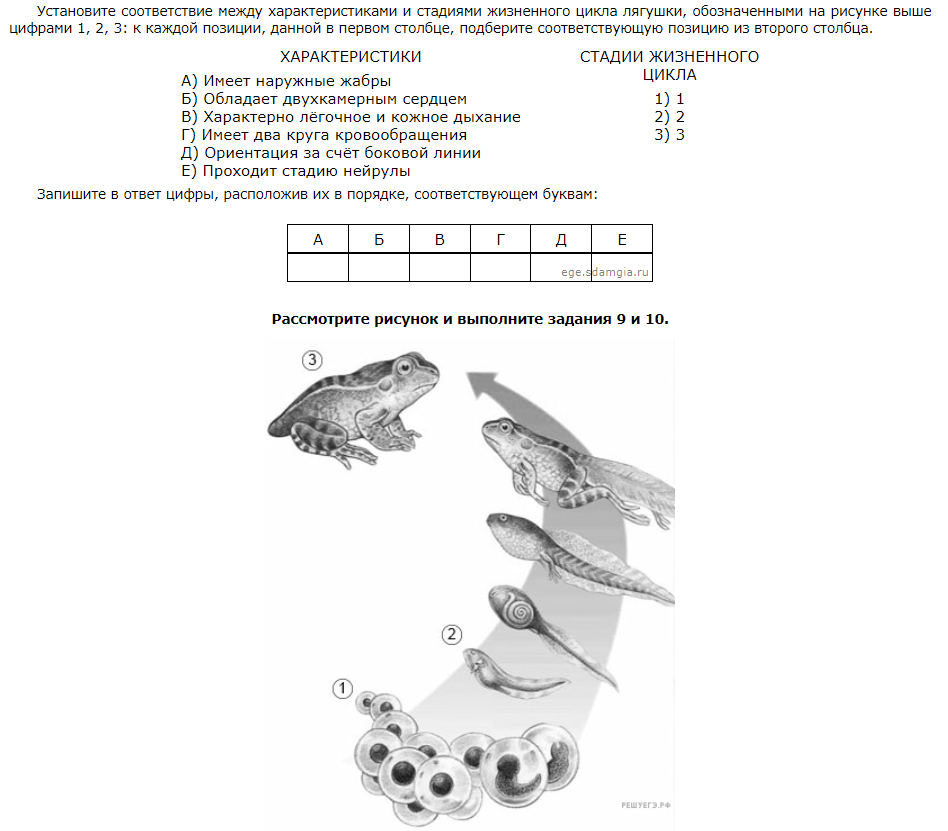 Установите соответствие между характеристиками и стадиями жизненного цикла лягушки, обозначенными на рисунке выше
цифрами 1, 2, 3: к каждой позиции, данной в первом столбце, подберите соответствующую позицию из второго столбца.
ХАРАКТЕРИСТИКИ
А) Имеет наружные жабры
Б) Обладает двухкамерным сердцем
В) Характерно лёгочное и кожное дыхание
Г) Имеет два круга кровообращения
Д) Ориентация за счёт боковой линии
Е) Проходит стадию нейрулы
СТАДИИ ЖИЗНЕННОГО
ЦИКЛА
1) 1
2) 2
3) 3
Запишите в ответ цифры, расположив их в порядке, соответствующем буквам:
А Б В Г Д Е
ege.sdamgia.ru
Рассмотрите рисунок и выполните задания 9 и 10.
3
2
1
РЕШУЕГЭ.РФ